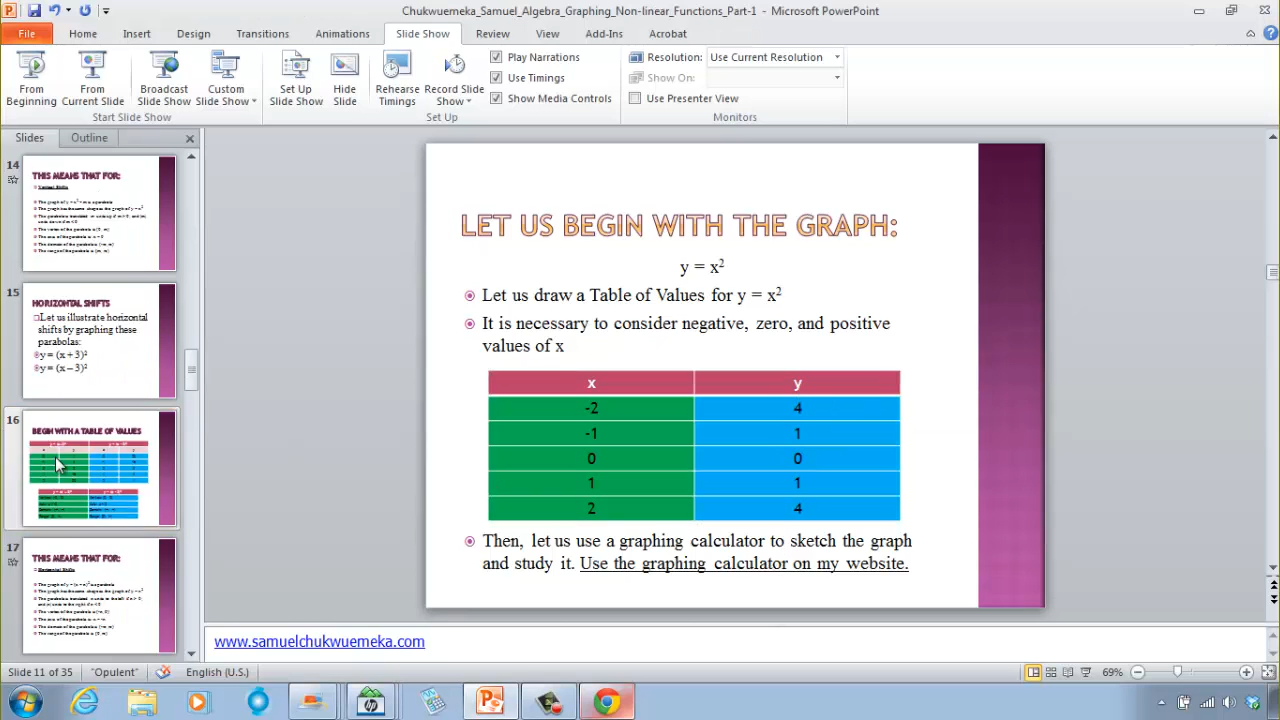 Chukwuemeka_Samuel_Algebra_Graphing_Non-linear_Functions_Part-1 - Microsoft PowerPoint
File Home Insert Design Transitions Animations Slide Show Review View Add-Ins Acrobat
From Beginning
From Current Slide
Broadcast Slide Show
Custom Slide Show
Set Up Slide Show
Hide Slide
Rehearse Timings
Record Slide Show
Play Narrations
Use Timings
Show Media Controls
Resolution: Use Current Resolution
Show On:
Use Presenter View
Start Slide Show Set Up Monitors
Slides Outline
14
THIS MEANS THAT FOR:
Vertical Shifts
15
HORIZONTAL SHIFTS
Let us illustrate horizontal
shifts by graphing these
parabolas:
y = (x + 3)²
y = (x – 3)²
16
BEGIN WITH A TABLE OF VALUES
17
THIS MEANS THAT FOR:
Horizontal Shifts
LET US BEGIN WITH THE GRAPH:
y = x²
Let us draw a Table of Values for y = x²
It is necessary to consider negative, zero, and positive
values of x
x y
-2 4
-1 1
0 0
1 1
2 4
Then, let us use a graphing calculator to sketch the graph
and study it. Use the graphing calculator on my website.
www.samuelchukwuemeka.com
Slide 11 of 35 "Opulent" English (U.S.) 69%
hp